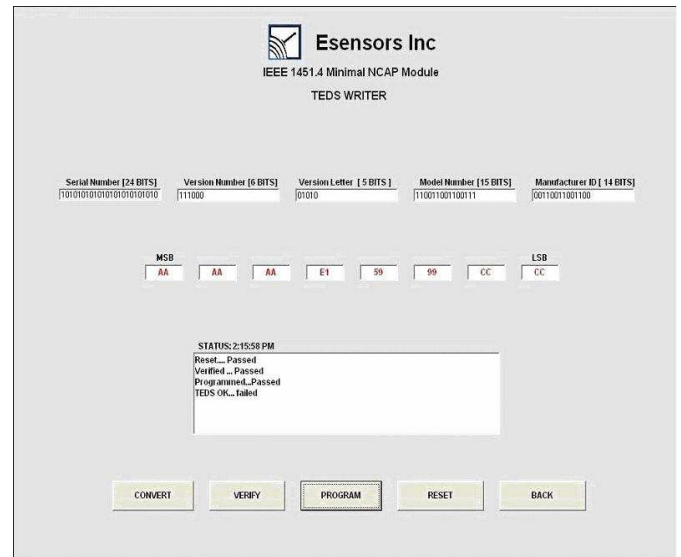 Esensors Inc
IEEE 1451.4 Minimal NCAP Module
TEDS WRITER
Serial Number [24 BITS] Version Number [6 BITS] Version Letter [ 5 BITS ] Model Number [15 BITS] Manufacturer ID [ 14 BITS]
101010101010101010101010 111000 01010 110011001100111 00110011001100
MSB LSB
AA AA AA E1 59 99 CC CC
STATUS: 2:15:58 PM
Reset.... Passed
Verified ... Passed
Programmed...Passed
TEDS OK... failed
CONVERT VERIFY PROGRAM RESET BACK